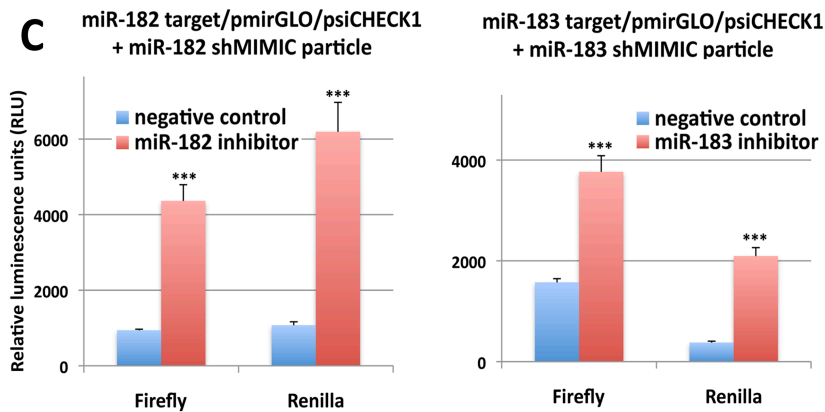 C
miR-182 target/pmirGLO/psiCHECK1
+ miR-182 shMIMIC particle
Relative luminescence units (RLU)
negative control
miR-182 inhibitor
6000
4000
2000
0
***
***
Firefly
Renilla
miR-183 target/pmirGLO/psiCHECK1
+ miR-183 shMIMIC particle
negative control
miR-183 inhibitor
4000
2000
0
***
***
Firefly
Renilla